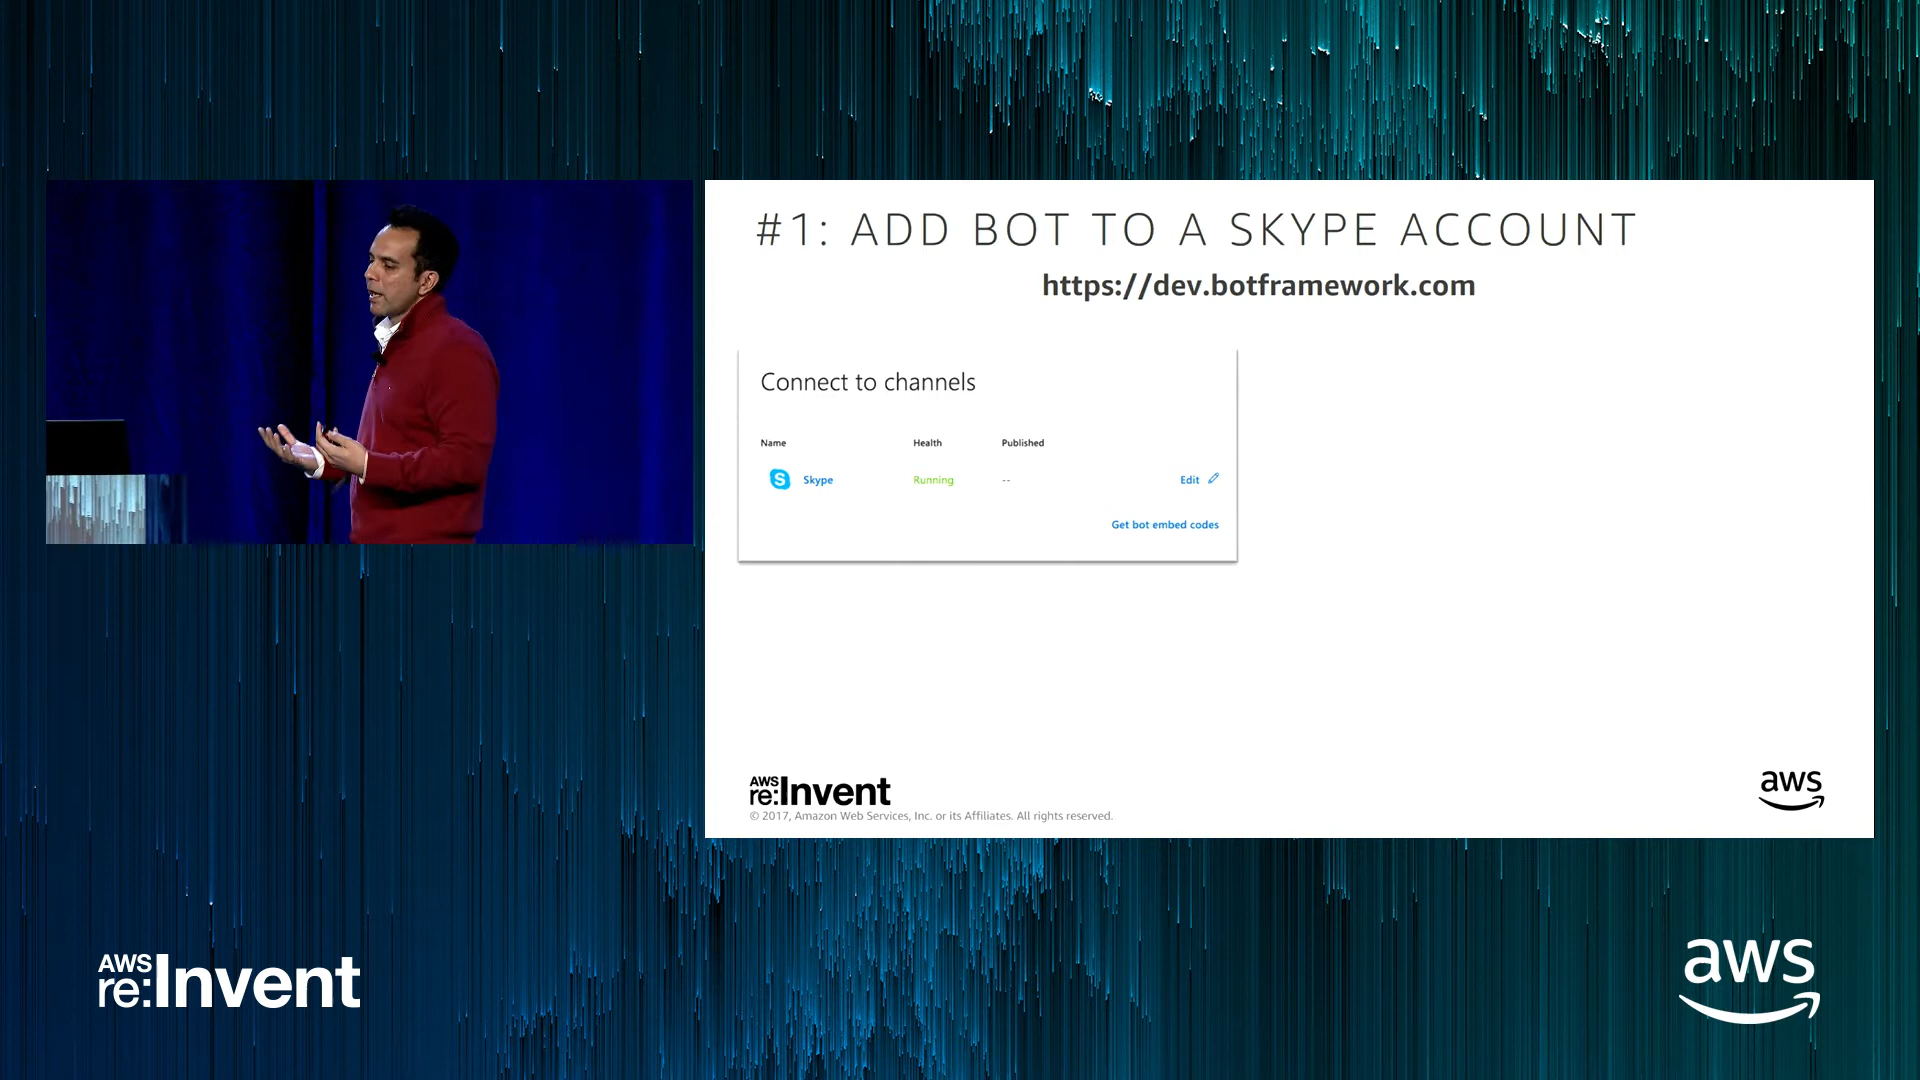 #1: ADD BOT TO A SKYPE ACCOUNT
https://dev.botframework.com
Connect to channels
Name Health Published
S Skype Running -- Edit
Get bot embed codes
AWS
re:Invent
© 2017, Amazon Web Services, Inc. or its Affiliates. All rights reserved.
aws
AWS
re:Invent
aws